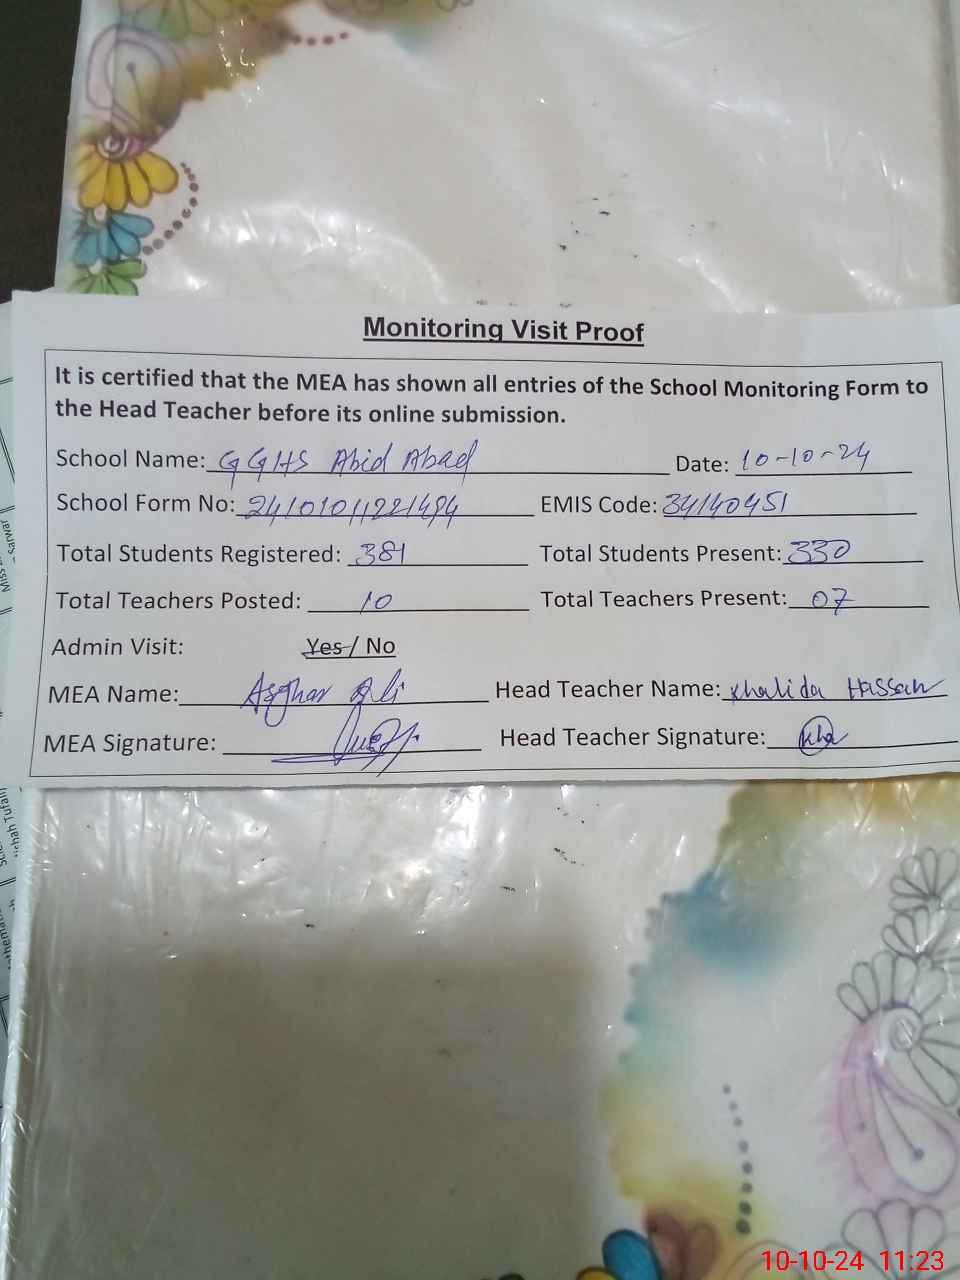 Monitoring Visit Proof
It is certified that the MEA has shown all entries of the School Monitoring Form to
the Head Teacher before its online submission.
School Name: GGHS Abid Abad Date: 10-10-24
School Form No: 24101011221494 EMIS Code: 34140451
Total Students Registered: 381 Total Students Present: 330
Total Teachers Posted: 10 Total Teachers Present: 07
Admin Visit: Yes / No
MEA Name: Asghar Ali Head Teacher Name: Khalida Hassan
MEA Signature: Head Teacher Signature: Kha
Sarwar
Tufail
10-10-24 11:23